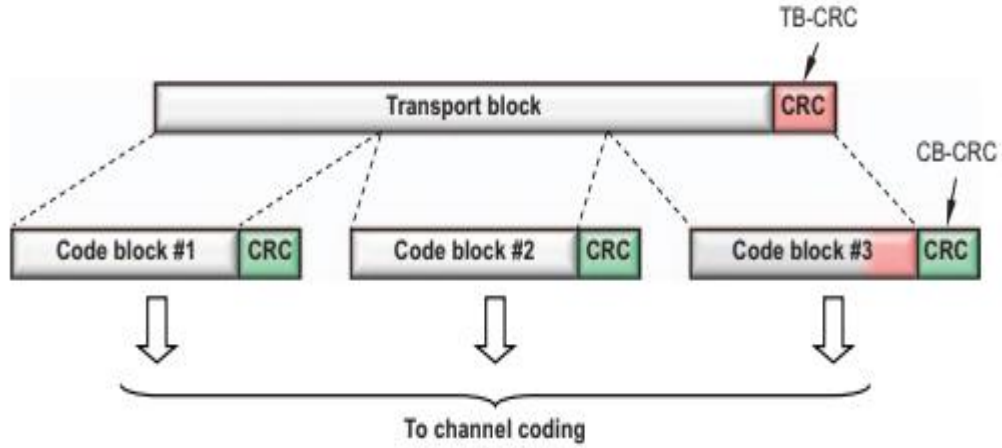 TB-CRC
Transport block CRC
CB-CRC
Code block #1 CRC Code block #2 CRC Code block #3 CRC
To channel coding